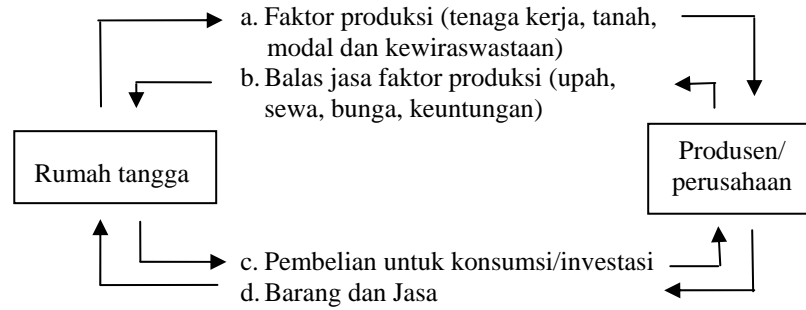 a. Faktor produksi (tenaga kerja, tanah,
modal dan kewiraswastaan)
b. Balas jasa faktor produksi (upah,
sewa, bunga, keuntungan)
Rumah tangga
Produsen/
perusahaan
c. Pembelian untuk konsumsi/investasi
d. Barang dan Jasa